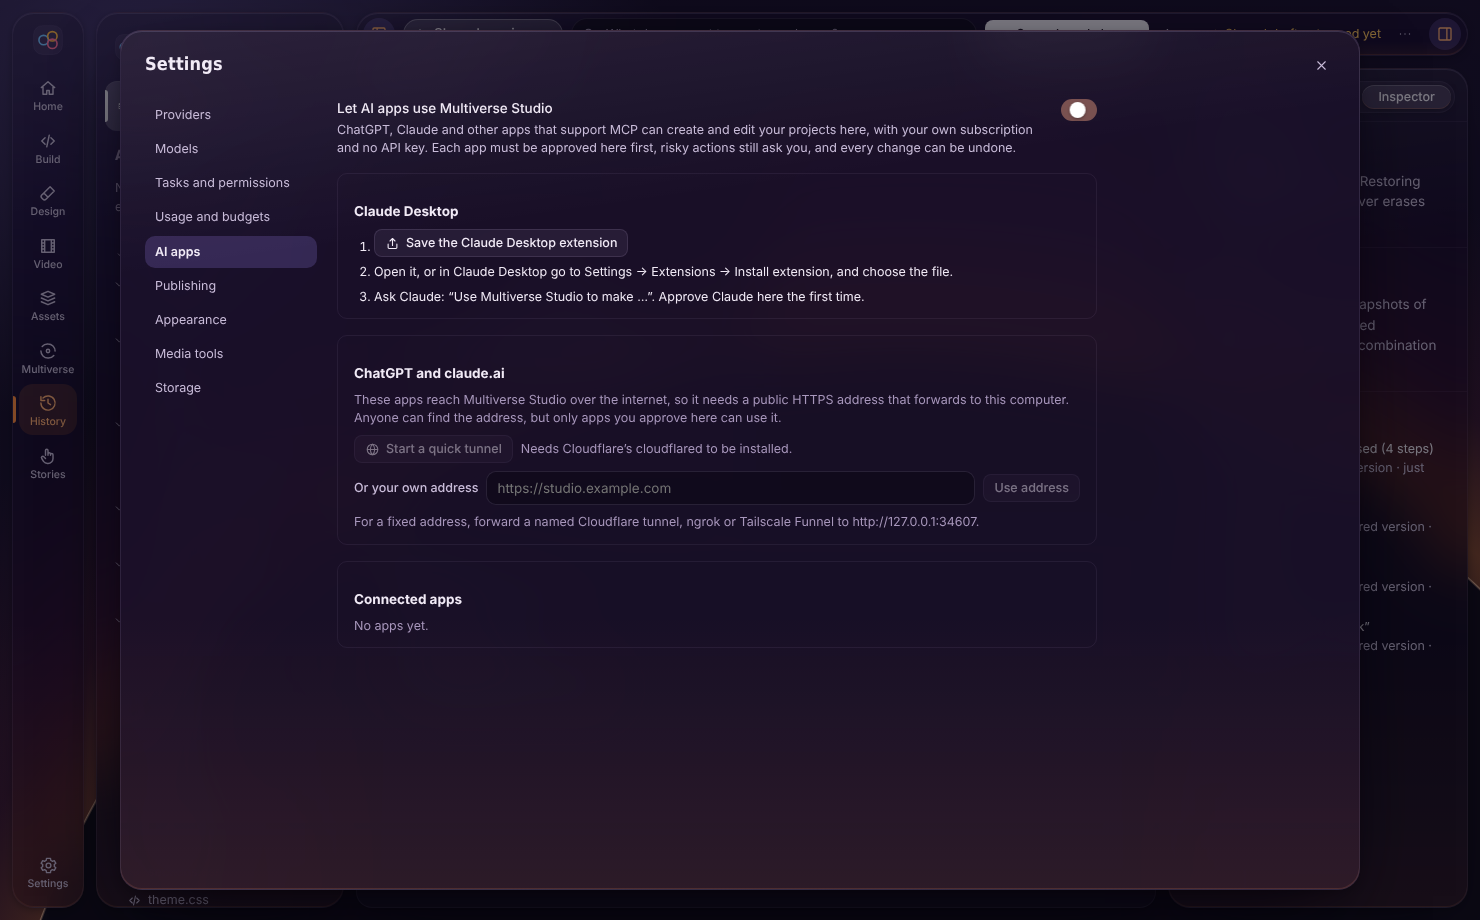 Settings
Home
Build
Design
Video
Assets
Multiverse
History
Stories
Settings
Providers
Models
Tasks and permissions
Usage and budgets
AI apps
Publishing
Appearance
Media tools
Storage
Let AI apps use Multiverse Studio
ChatGPT, Claude and other apps that support MCP can create and edit your projects here, with your own subscription
and no API key. Each app must be approved here first, risky actions still ask you, and every change can be undone.
Claude Desktop
1. Save the Claude Desktop extension
2. Open it, or in Claude Desktop go to Settings → Extensions → Install extension, and choose the file.
3. Ask Claude: “Use Multiverse Studio to make …”. Approve Claude here the first time.
ChatGPT and claude.ai
These apps reach Multiverse Studio over the internet, so it needs a public HTTPS address that forwards to this computer.
Anyone can find the address, but only apps you approve here can use it.
Start a quick tunnel Needs Cloudflare’s cloudflared to be installed.
Or your own address https://studio.example.com Use address
For a fixed address, forward a named Cloudflare tunnel, ngrok or Tailscale Funnel to http://127.0.0.1:34607.
Connected apps
No apps yet.
yet
Inspector
Restoring
erases
of
combination
(4 steps)
· just
version ·
version ·
version ·
theme.css